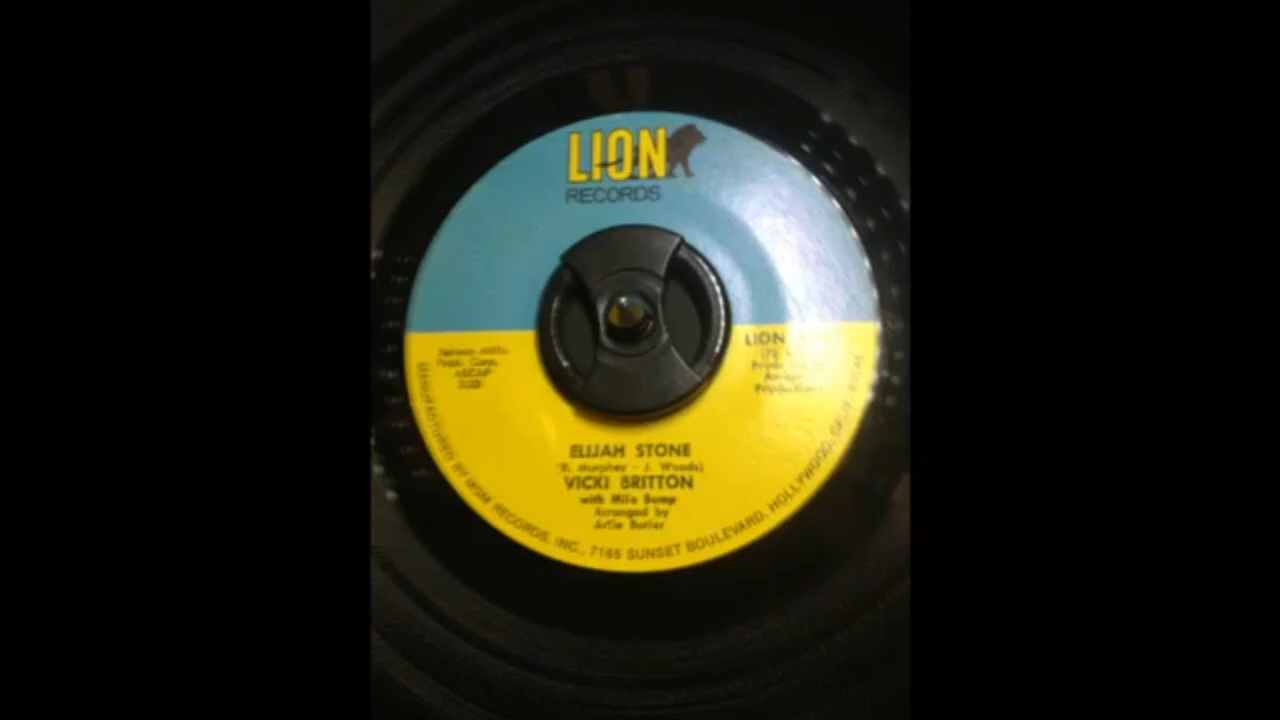 LION
RECORDS
LION
ASCAP
ELIJAH STONE
(R. Murphey - J. Woods)
VICKI BRITTON
with Milo Bump
Arranged by
Artie Butler
MANUFACTURED BY MGM RECORDS, INC., 7165 SUNSET BOULEVARD, HOLLYWOOD, CALIF.